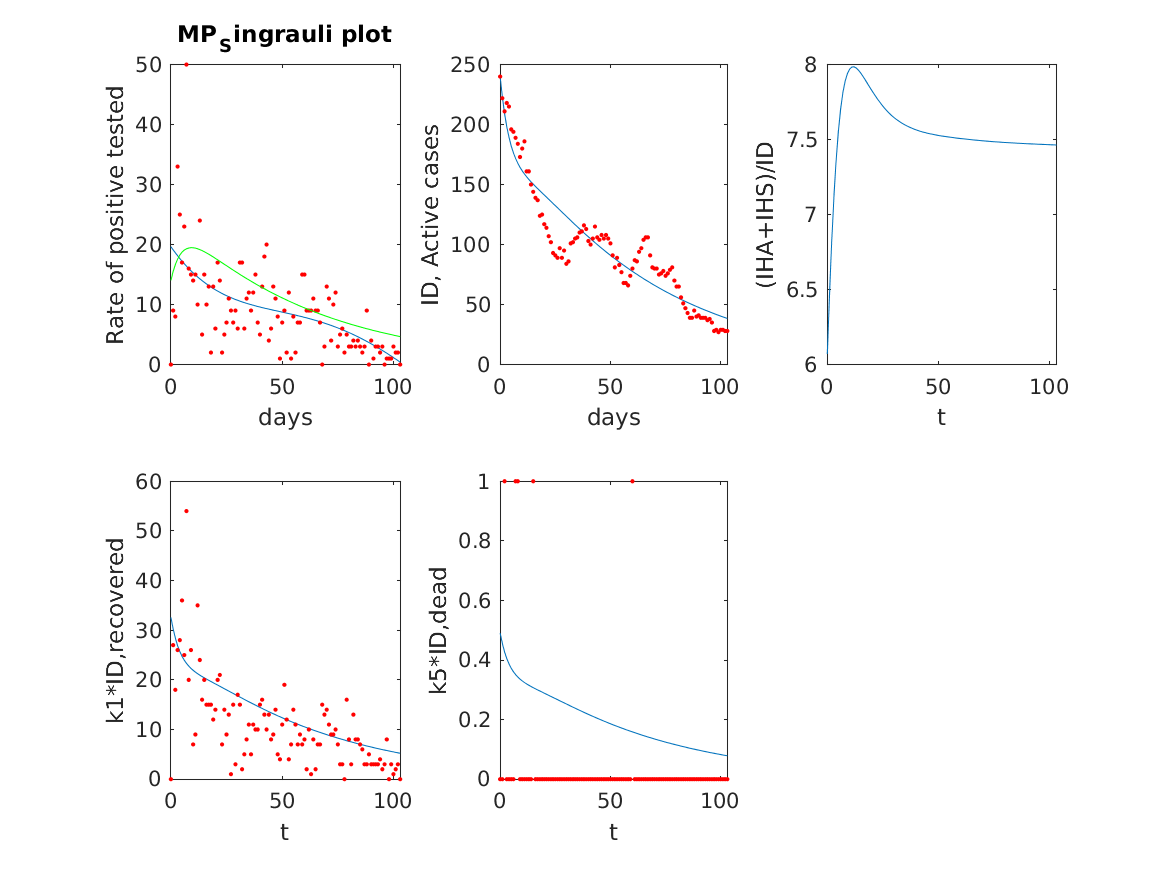 MP_Singrauli plot
Rate of positive tested
50
40
30
20
10
0
0 50 100
days
ID, Active cases
250
200
150
100
50
0
0 50 100
days
(IHA+IHS)/ID
8
7.5
7
6.5
6
0 50 100
t
k1*ID,recovered
60
50
40
30
20
10
0
0 50 100
t
k5*ID,dead
1
0.8
0.6
0.4
0.2
0
0 50 100
t